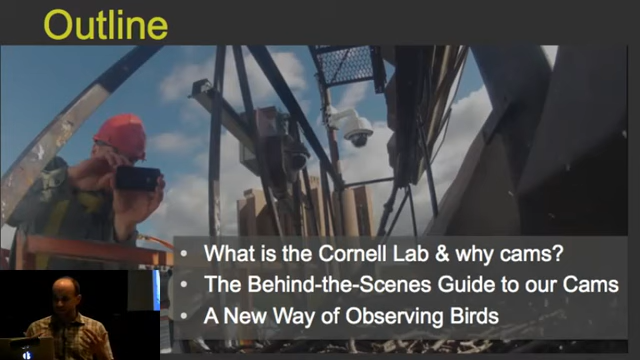 Outline
• What is the Cornell Lab & why cams?
• The Behind-the-Scenes Guide to our Cams
• A New Way of Observing Birds